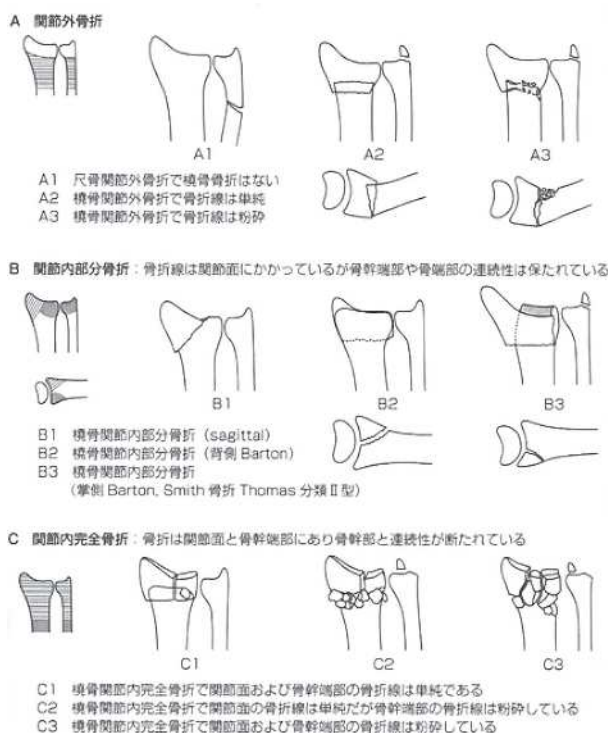 A 関節外骨折
A1 A2 A3
A1 尺骨関節外骨折で橈骨骨折はない
A2 橈骨関節外骨折で骨折線は単純
A3 橈骨関節外骨折で骨折線は粉砕
B 関節内部分骨折：骨折線は関節面にかかっているが骨幹端部や骨端部の連続性は保たれている
B1 B2 B3
B1 橈骨関節内部分骨折（sagittal）
B2 橈骨関節内部分骨折（背側 Barton）
B3 橈骨関節内部分骨折
（掌側 Barton, Smith 骨折 Thomas 分類Ⅱ型）
C 関節内完全骨折：骨折は関節面と骨幹端部にあり骨幹部と連続性が断たれている
C1 C2 C3
C1 橈骨関節内完全骨折で関節面および骨幹端部の骨折線は単純である
C2 橈骨関節内完全骨折で関節面の骨折線は単純だが骨幹端部の骨折線は粉砕している
C3 橈骨関節内完全骨折で関節面および骨幹端部の骨折線は粉砕している